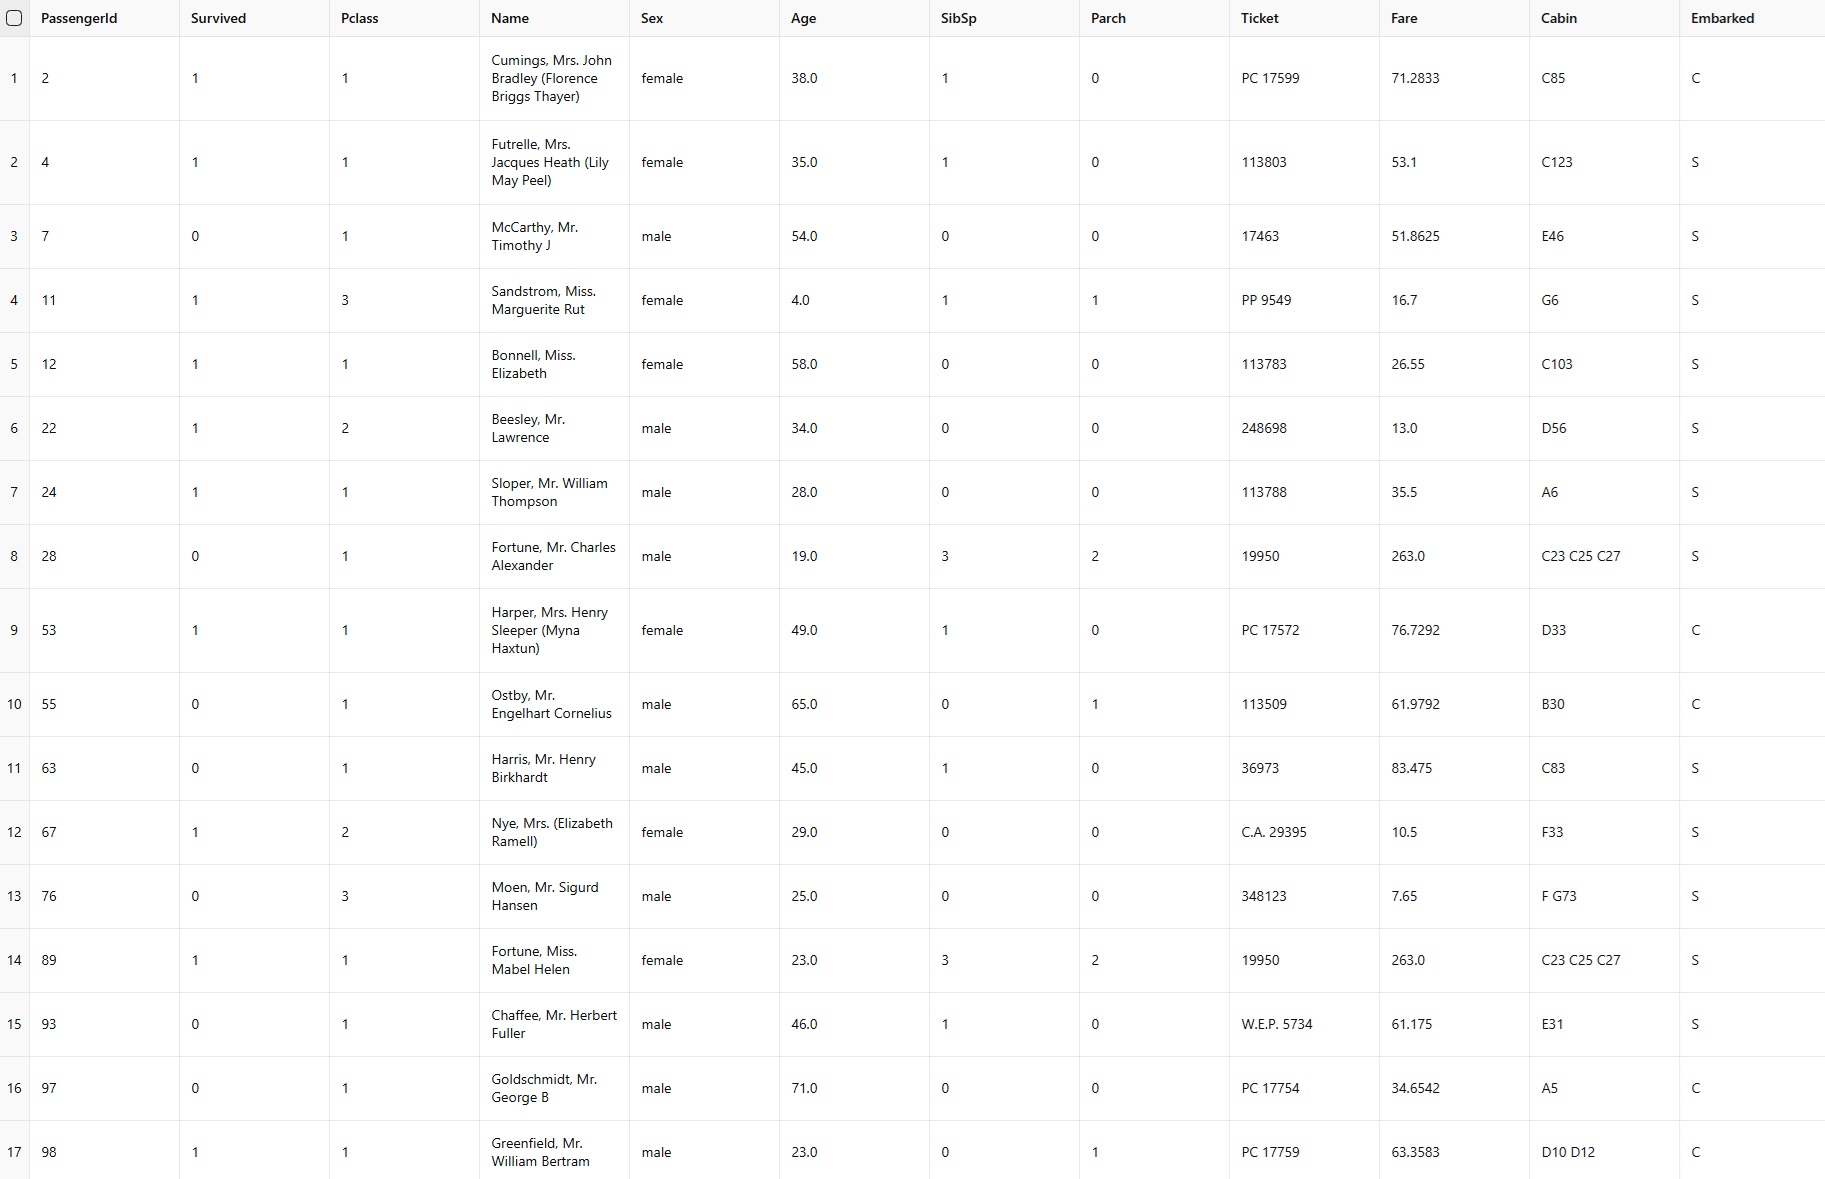 PassengerId Survived Pclass Name Sex Age SibSp Parch Ticket Fare Cabin Embarked
1 2 1 1 Cumings, Mrs. John Bradley (Florence Briggs Thayer) female 38.0 1 0 PC 17599 71.2833 C85 C
2 4 1 1 Futrelle, Mrs. Jacques Heath (Lily May Peel) female 35.0 1 0 113803 53.1 C123 S
3 7 0 1 McCarthy, Mr. Timothy J male 54.0 0 0 17463 51.8625 E46 S
4 11 1 3 Sandstrom, Miss. Marguerite Rut female 4.0 1 1 PP 9549 16.7 G6 S
5 12 1 1 Bonnell, Miss. Elizabeth female 58.0 0 0 113783 26.55 C103 S
6 22 1 2 Beesley, Mr. Lawrence male 34.0 0 0 248698 13.0 D56 S
7 24 1 1 Sloper, Mr. William Thompson male 28.0 0 0 113788 35.5 A6 S
8 28 0 1 Fortune, Mr. Charles Alexander male 19.0 3 2 19950 263.0 C23 C25 C27 S
9 53 1 1 Harper, Mrs. Henry Sleeper (Myna Haxtun) female 49.0 1 0 PC 17572 76.7292 D33 C
10 55 0 1 Ostby, Mr. Engelhart Cornelius male 65.0 0 1 113509 61.9792 B30 C
11 63 0 1 Harris, Mr. Henry Birkhardt male 45.0 1 0 36973 83.475 C83 S
12 67 1 2 Nye, Mrs. (Elizabeth Ramell) female 29.0 0 0 C.A. 29395 10.5 F33 S
13 76 0 3 Moen, Mr. Sigurd Hansen male 25.0 0 0 348123 7.65 F G73 S
14 89 1 1 Fortune, Miss. Mabel Helen female 23.0 3 2 19950 263.0 C23 C25 C27 S
15 93 0 1 Chaffee, Mr. Herbert Fuller male 46.0 1 0 W.E.P. 5734 61.175 E31 S
16 97 0 1 Goldschmidt, Mr. George B male 71.0 0 0 PC 17754 34.6542 A5 C
17 98 1 1 Greenfield, Mr. William Bertram male 23.0 0 1 PC 17759 63.3583 D10 D12 C